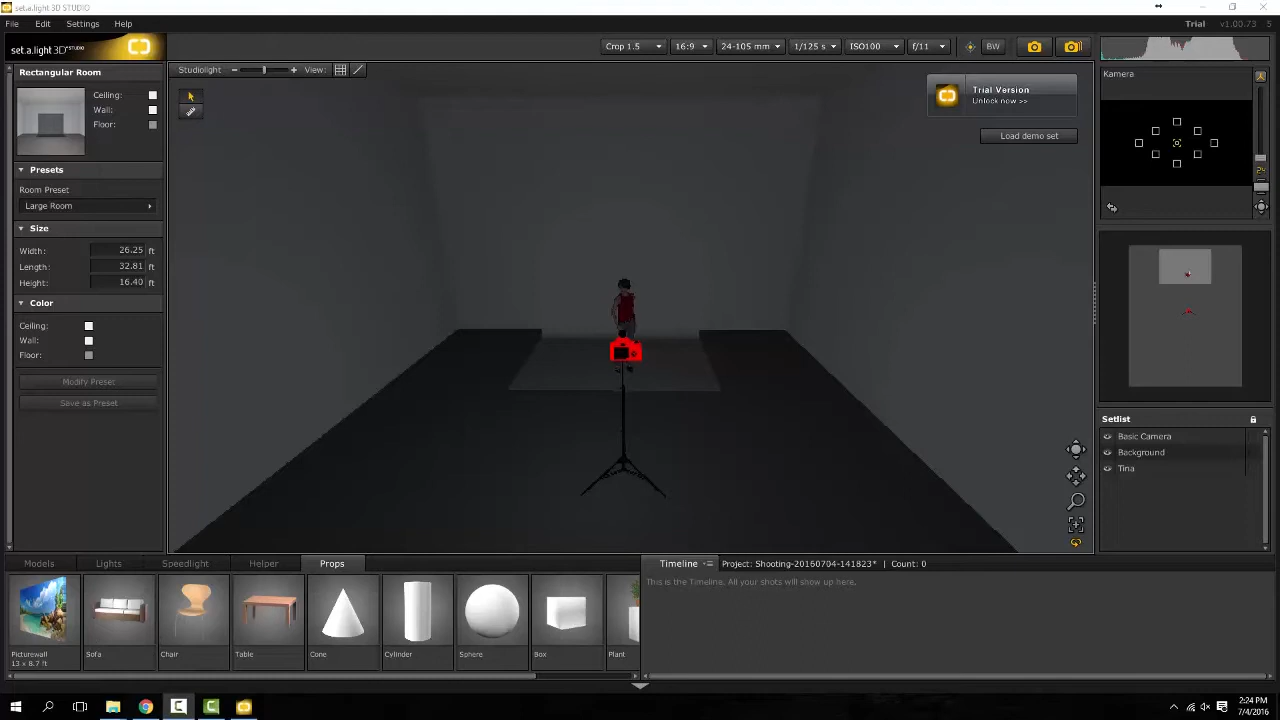 set.a.light 3D STUDIO
File Edit Settings Help
Trial v1.00.73 5
set.a.light 3D STUDIO
Crop 1.5 16:9 24-105 mm 1/125 s ISO100 f/11 BW
Studiolight View:
Rectangular Room
Ceiling:
Wall:
Floor:
Presets
Room Preset
Large Room
Size
Width: 26.25 ft
Length: 32.81 ft
Height: 16.40 ft
Color
Ceiling:
Wall:
Floor:
Modify Preset
Save as Preset
Trial Version
Unlock now >>
Load demo set
Kamera
24
Setlist
Basic Camera
Background
Tina
Models Lights Speedlight Helper Props
Picturewall
13 x 8.7 ft
Sofa
Chair
Table
Cone
Cylinder
Sphere
Box
Plant
Timeline Project: Shooting-20160704-141823* | Count: 0
This is the Timeline. All your shots will show up here.
2:24 PM
7/4/2016